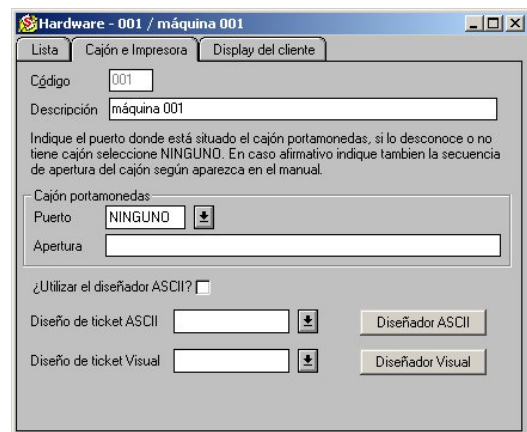 Hardware - 001 / máquina 001
Lista Cajón e Impresora Display del cliente
Código 001
Descripción máquina 001
Indique el puerto donde está situado el cajón portamonedas, si lo desconoce o no
tiene cajón seleccione NINGUNO. En caso afirmativo indique tambien la secuencia
de apertura del cajón según aparezca en el manual.
Cajón portamonedas
Puerto NINGUNO
Apertura
¿Utilizar el diseñador ASCII?
Diseño de ticket ASCII Diseñador ASCII
Diseño de ticket Visual Diseñador Visual